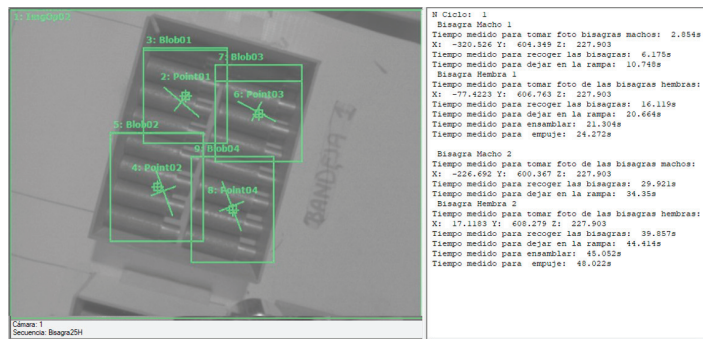 1: ImgOpD3
3: Blob01
7: Blob03
2: Point01
6: Point03
5: Blob02
9: Blob04
4: Point02
8: Point04
BANDEJA 1
Cámara: 1
Secuencia: Bisagra25H
N Ciclo: 1
Bisagra Macho 1
Tiempo medido para tomar foto bisagras machos: 2.854s
X: -320.526 Y: 604.349 Z: 227.903
Tiempo medido para recoger las bisagras: 6.175s
Tiempo medido para dejar en la rampa: 10.748s
Bisagra Hembra 1
Tiempo medido para tomar foto de las bisagras hembras:
X: -77.4223 Y: 606.763 Z: 227.903
Tiempo medido para recoger las bisagras: 16.119s
Tiempo medido para dejar en la rampa: 20.664s
Tiempo medido para ensamblar: 21.304s
Tiempo medido para empuje: 24.272s
Bisagra Macho 2
Tiempo medido para tomar foto de las bisagras machos:
X: -226.692 Y: 600.367 Z: 227.903
Tiempo medido para recoger las bisagras: 29.921s
Tiempo medido para dejar en la rampa: 34.35s
Bisagra Hembra 2
Tiempo medido para tomar foto de las bisagras hembras:
X: 17.1183 Y: 608.279 Z: 227.903
Tiempo medido para recoger las bisagras: 39.857s
Tiempo medido para dejar en la rampa: 44.414s
Tiempo medido para ensamblar: 45.052s
Tiempo medido para empuje: 48.022s